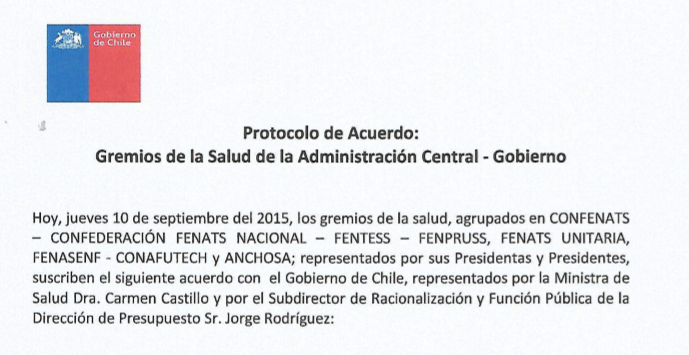 Gobierno
de Chile
Protocolo de Acuerdo:
Gremios de la Salud de la Administración Central - Gobierno
Hoy, jueves 10 de septiembre del 2015, los gremios de la salud, agrupados en CONFENATS
– CONFEDERACIÓN FENATS NACIONAL – FENTESS – FENPRUSS, FENATS UNITARIA,
FENASENF - CONAFUTECH y ANCHOSA; representados por sus Presidentas y Presidentes,
suscriben el siguiente acuerdo con el Gobierno de Chile, representados por la Ministra de
Salud Dra. Carmen Castillo y por el Subdirector de Racionalización y Función Pública de la
Dirección de Presupuesto Sr. Jorge Rodríguez: